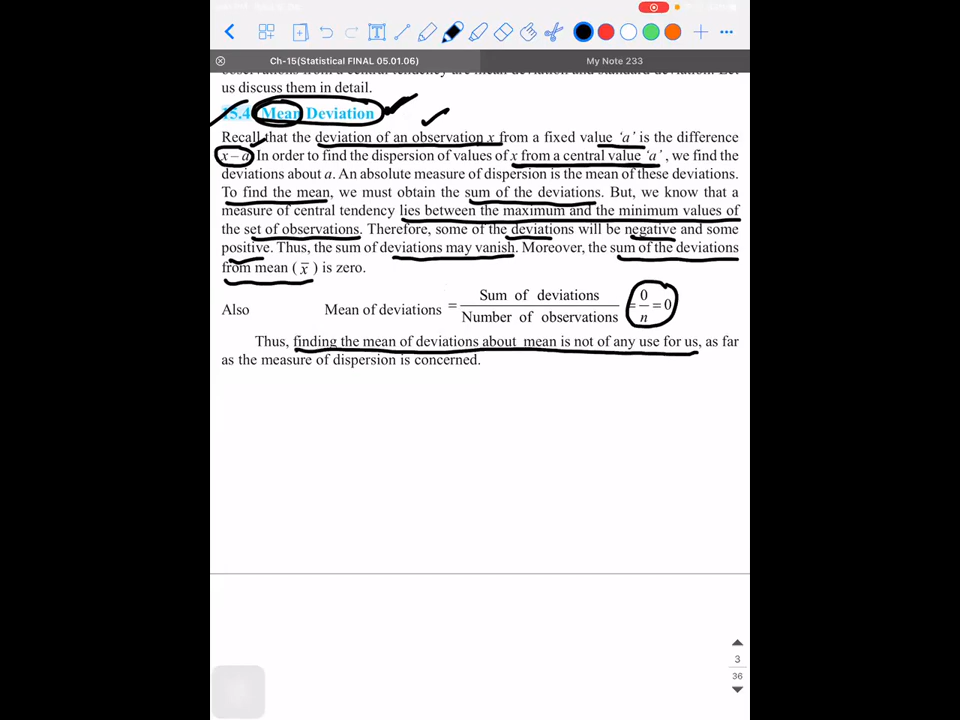 Ch-15(Statistical FINAL 05.01.06)
My Note 233
us discuss them in detail.
15.4 Mean Deviation
Recall that the deviation of an observation x from a fixed value ‘a’ is the difference
x – a. In order to find the dispersion of values of x from a central value ‘a’ , we find the
deviations about a. An absolute measure of dispersion is the mean of these deviations.
To find the mean, we must obtain the sum of the deviations. But, we know that a
measure of central tendency lies between the maximum and the minimum values of
the set of observations. Therefore, some of the deviations will be negative and some
positive. Thus, the sum of deviations may vanish. Moreover, the sum of the deviations
from mean ( x̄ ) is zero.
Also Mean of deviations = Sum of deviations / Number of observations = 0 / n = 0
Thus, finding the mean of deviations about mean is not of any use for us, as far
as the measure of dispersion is concerned.
3
36